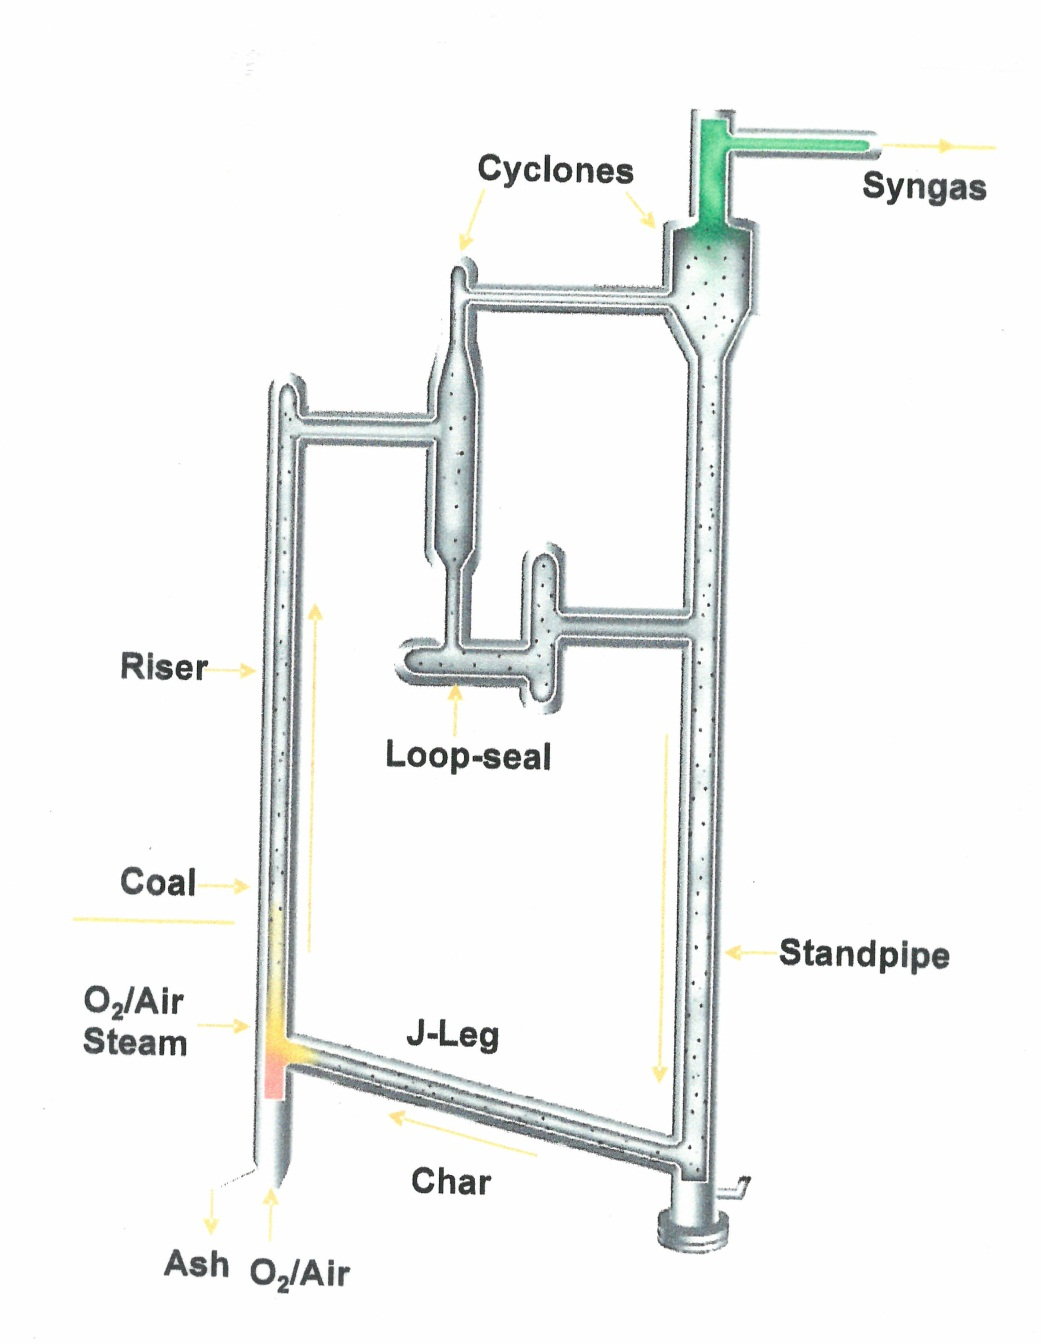 Cyclones
Syngas
Riser
Loop-seal
Coal
Standpipe
O₂/Air
Steam
J-Leg
Char
Ash
O₂/Air